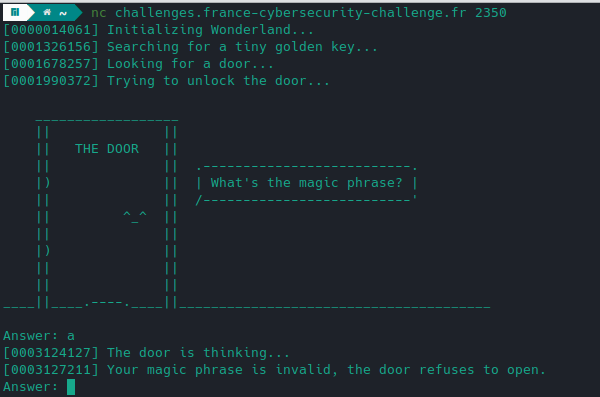 ~ nc challenges.france-cybersecurity-challenge.fr 2350
[0000014061] Initializing Wonderland...
[0001326156] Searching for a tiny golden key...
[0001678257] Looking for a door...
[0001990372] Trying to unlock the door...
THE DOOR
What's the magic phrase?
^_^
Answer: a
[0003124127] The door is thinking...
[0003127211] Your magic phrase is invalid, the door refuses to open.
Answer: